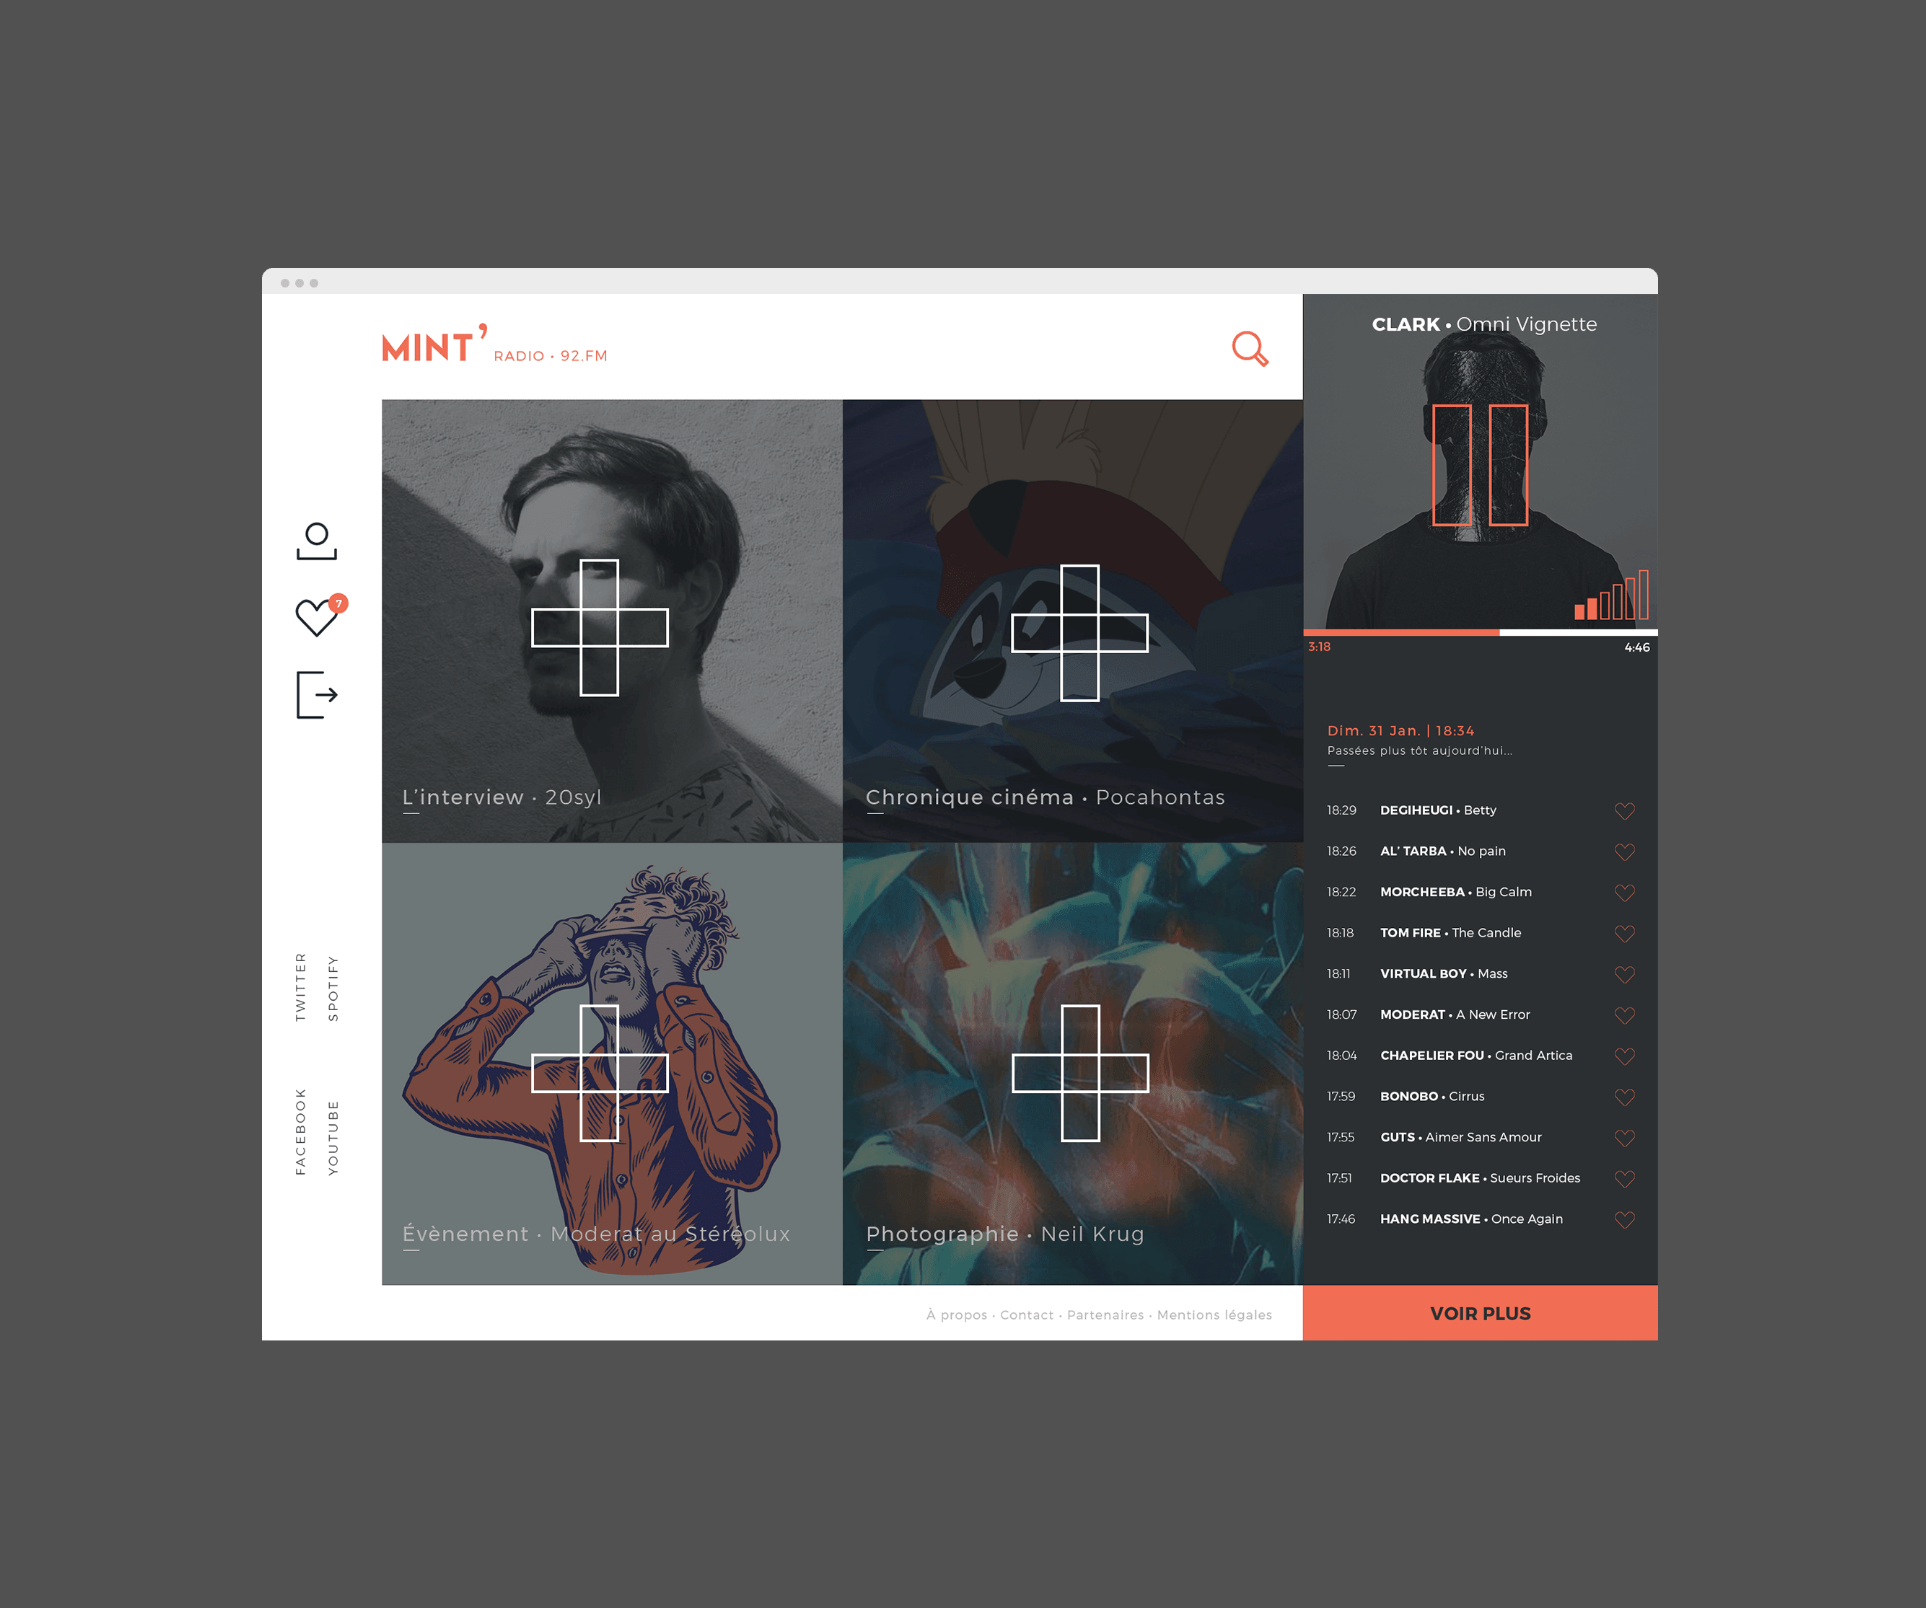 MINT’ RADIO • 92.FM
7
TWITTER
SPOTIFY
FACEBOOK
YOUTUBE
L’interview • 20syl
Chronique cinéma • Pocahontas
Évènement • Moderat au Stéréolux
Photographie • Neil Krug
À propos • Contact • Partenaires • Mentions légales
CLARK • Omni Vignette
3:18 4:46
Dim. 31 Jan. | 18:34
Passées plus tôt aujourd’hui...
18:29 DEGIHEUGI • Betty
18:26 AL’ TARBA • No pain
18:22 MORCHEEBA • Big Calm
18:18 TOM FIRE • The Candle
18:11 VIRTUAL BOY • Mass
18:07 MODERAT • A New Error
18:04 CHAPELIER FOU • Grand Artica
17:59 BONOBO • Cirrus
17:55 GUTS • Aimer Sans Amour
17:51 DOCTOR FLAKE • Sueurs Froides
17:46 HANG MASSIVE • Once Again
VOIR PLUS